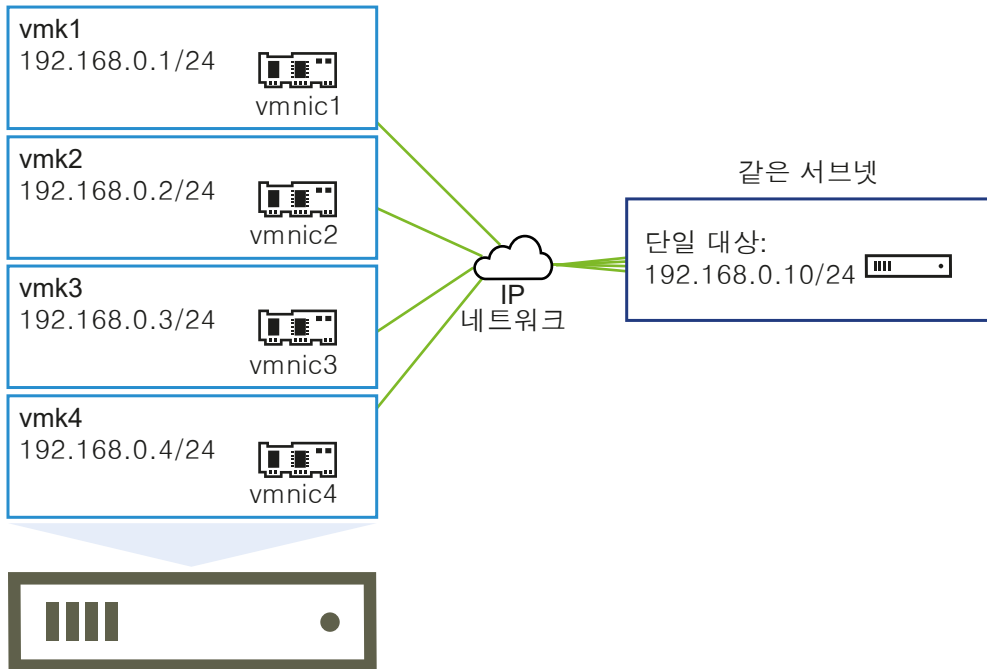 vmk1
192.168.0.1/24
vmnic1
vmk2
192.168.0.2/24
vmnic2
vmk3
192.168.0.3/24
vmnic3
vmk4
192.168.0.4/24
vmnic4
IP
네트워크
같은 서브넷
단일 대상:
192.168.0.10/24